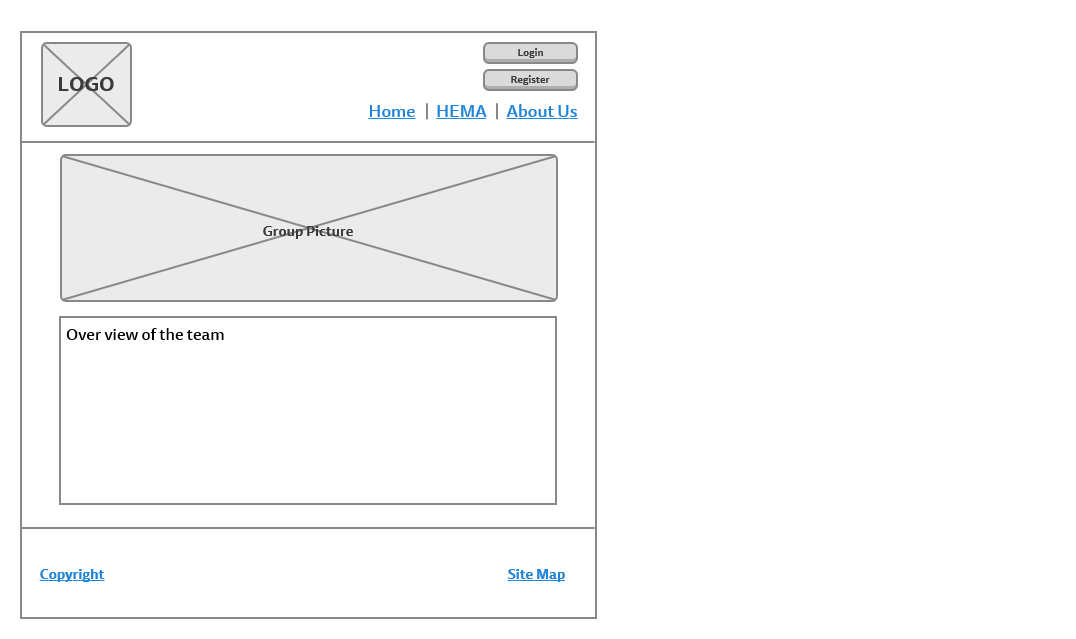 LOGO
Login
Register
Home | HEMA | About Us
Group Picture
Over view of the team
Copyright
Site Map